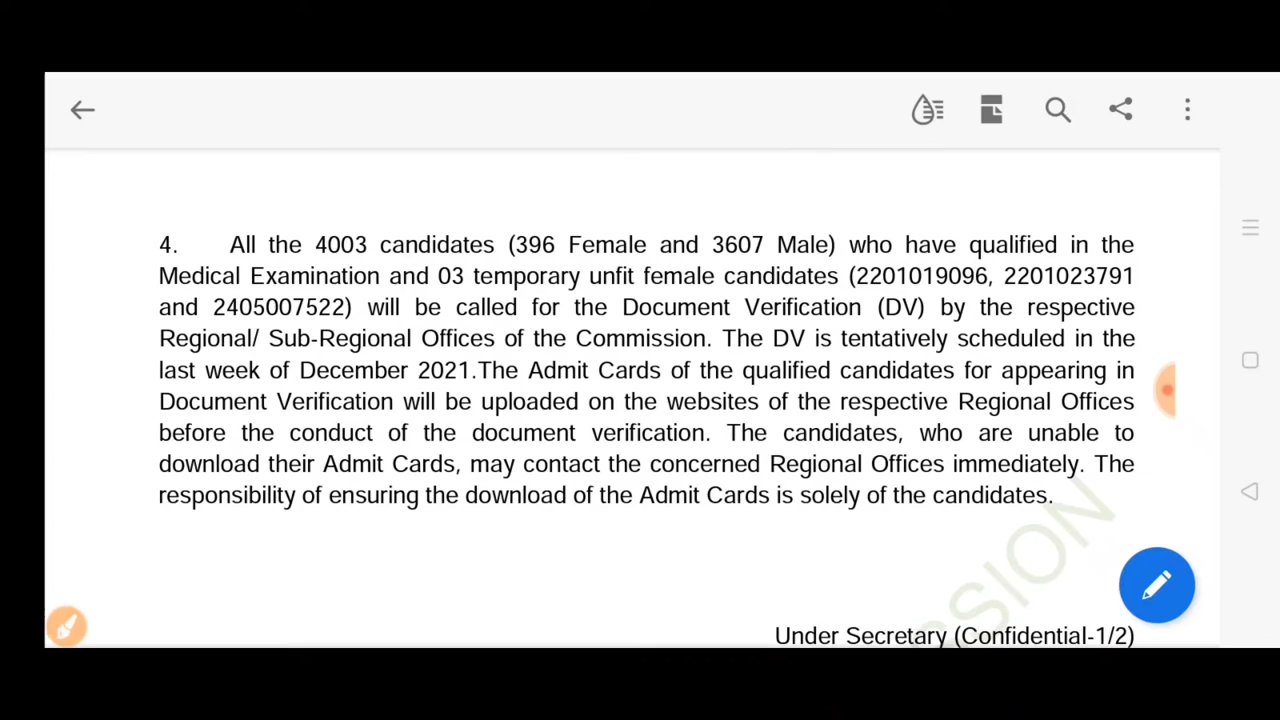 4. All the 4003 candidates (396 Female and 3607 Male) who have qualified in the
Medical Examination and 03 temporary unfit female candidates (2201019096, 2201023791
and 2405007522) will be called for the Document Verification (DV) by the respective
Regional/ Sub-Regional Offices of the Commission. The DV is tentatively scheduled in the
last week of December 2021.The Admit Cards of the qualified candidates for appearing in
Document Verification will be uploaded on the websites of the respective Regional Offices
before the conduct of the document verification. The candidates, who are unable to
download their Admit Cards, may contact the concerned Regional Offices immediately. The
responsibility of ensuring the download of the Admit Cards is solely of the candidates.
SSION
Under Secretary (Confidential-1/2)